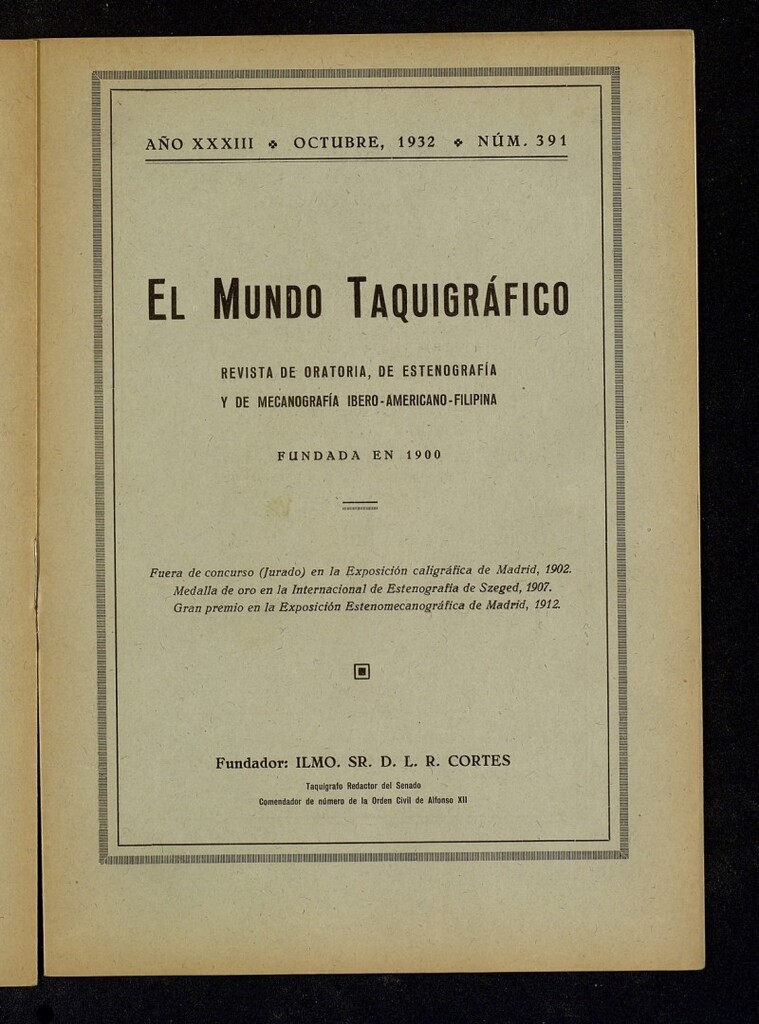 AÑO XXXIII ❖ OCTUBRE, 1932 ❖ NÚM. 391
EL MUNDO TAQUIGRÁFICO
REVISTA DE ORATORIA, DE ESTENOGRAFÍA
Y DE MECANOGRAFÍA IBERO-AMERICANO-FILIPINA
FUNDADA EN 1900
Fuera de concurso (Jurado) en la Exposición caligráfica de Madrid, 1902.
Medalla de oro en la Internacional de Estenografía de Szeged, 1907.
Gran premio en la Exposición Estenomecanográfica de Madrid, 1912.
Fundador: ILMO. SR. D. L. R. CORTES
Taquígrafo Redactor del Senado
Comendador de número de la Orden Civil de Alfonso XII